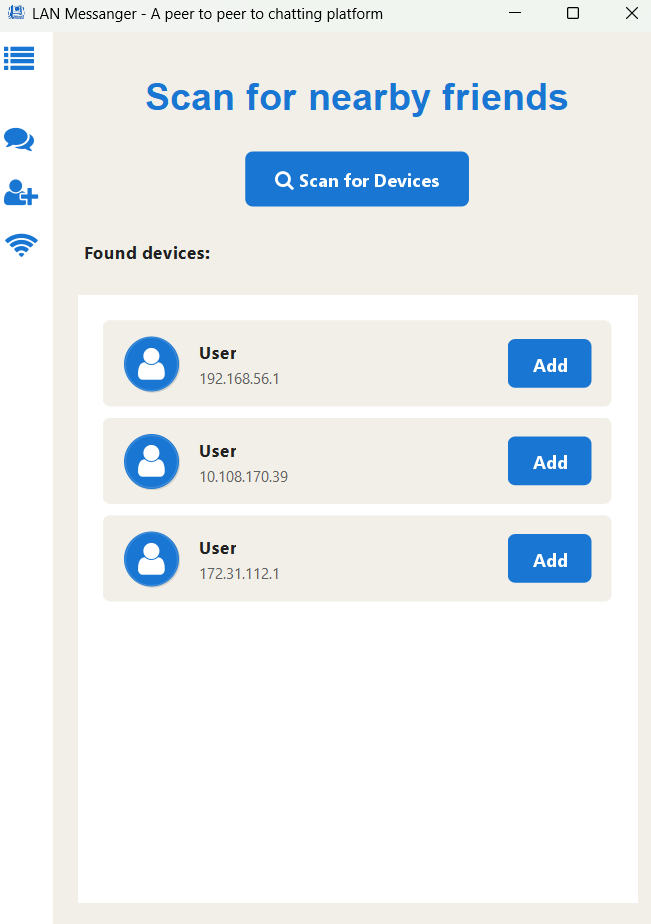 LAN Messanger - A peer to peer to chatting platform
Scan for nearby friends
Scan for Devices
Found devices:
User
192.168.56.1
Add
User
10.108.170.39
Add
User
172.31.112.1
Add